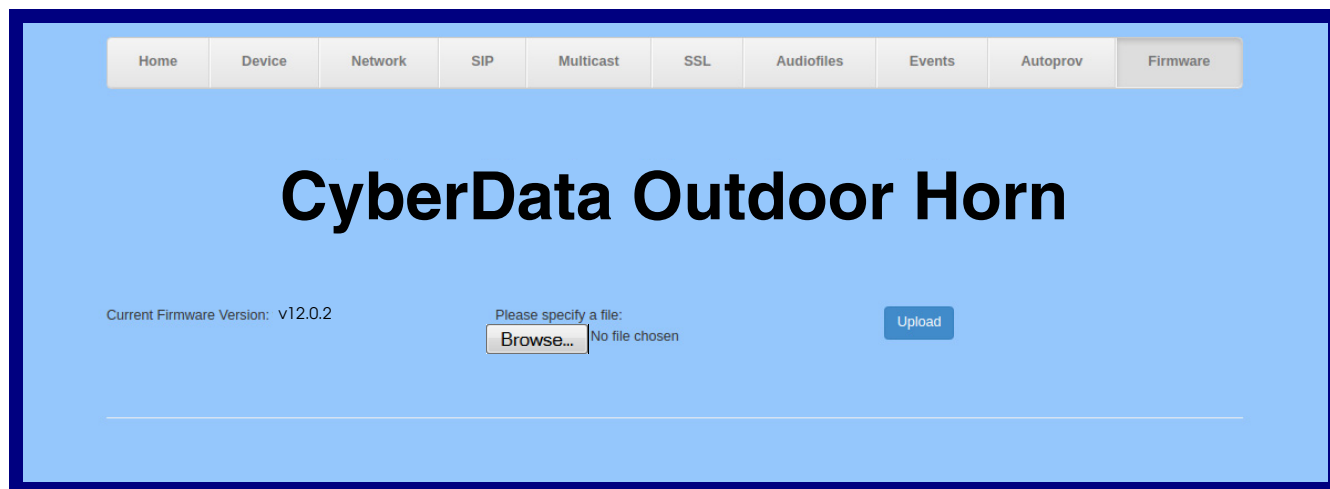 Home Device Network SIP Multicast SSL Audiofiles Events Autoprov Firmware
CyberData Outdoor Horn
Current Firmware Version: v12.0.2
Please specify a file:
Browse... No file chosen
Upload